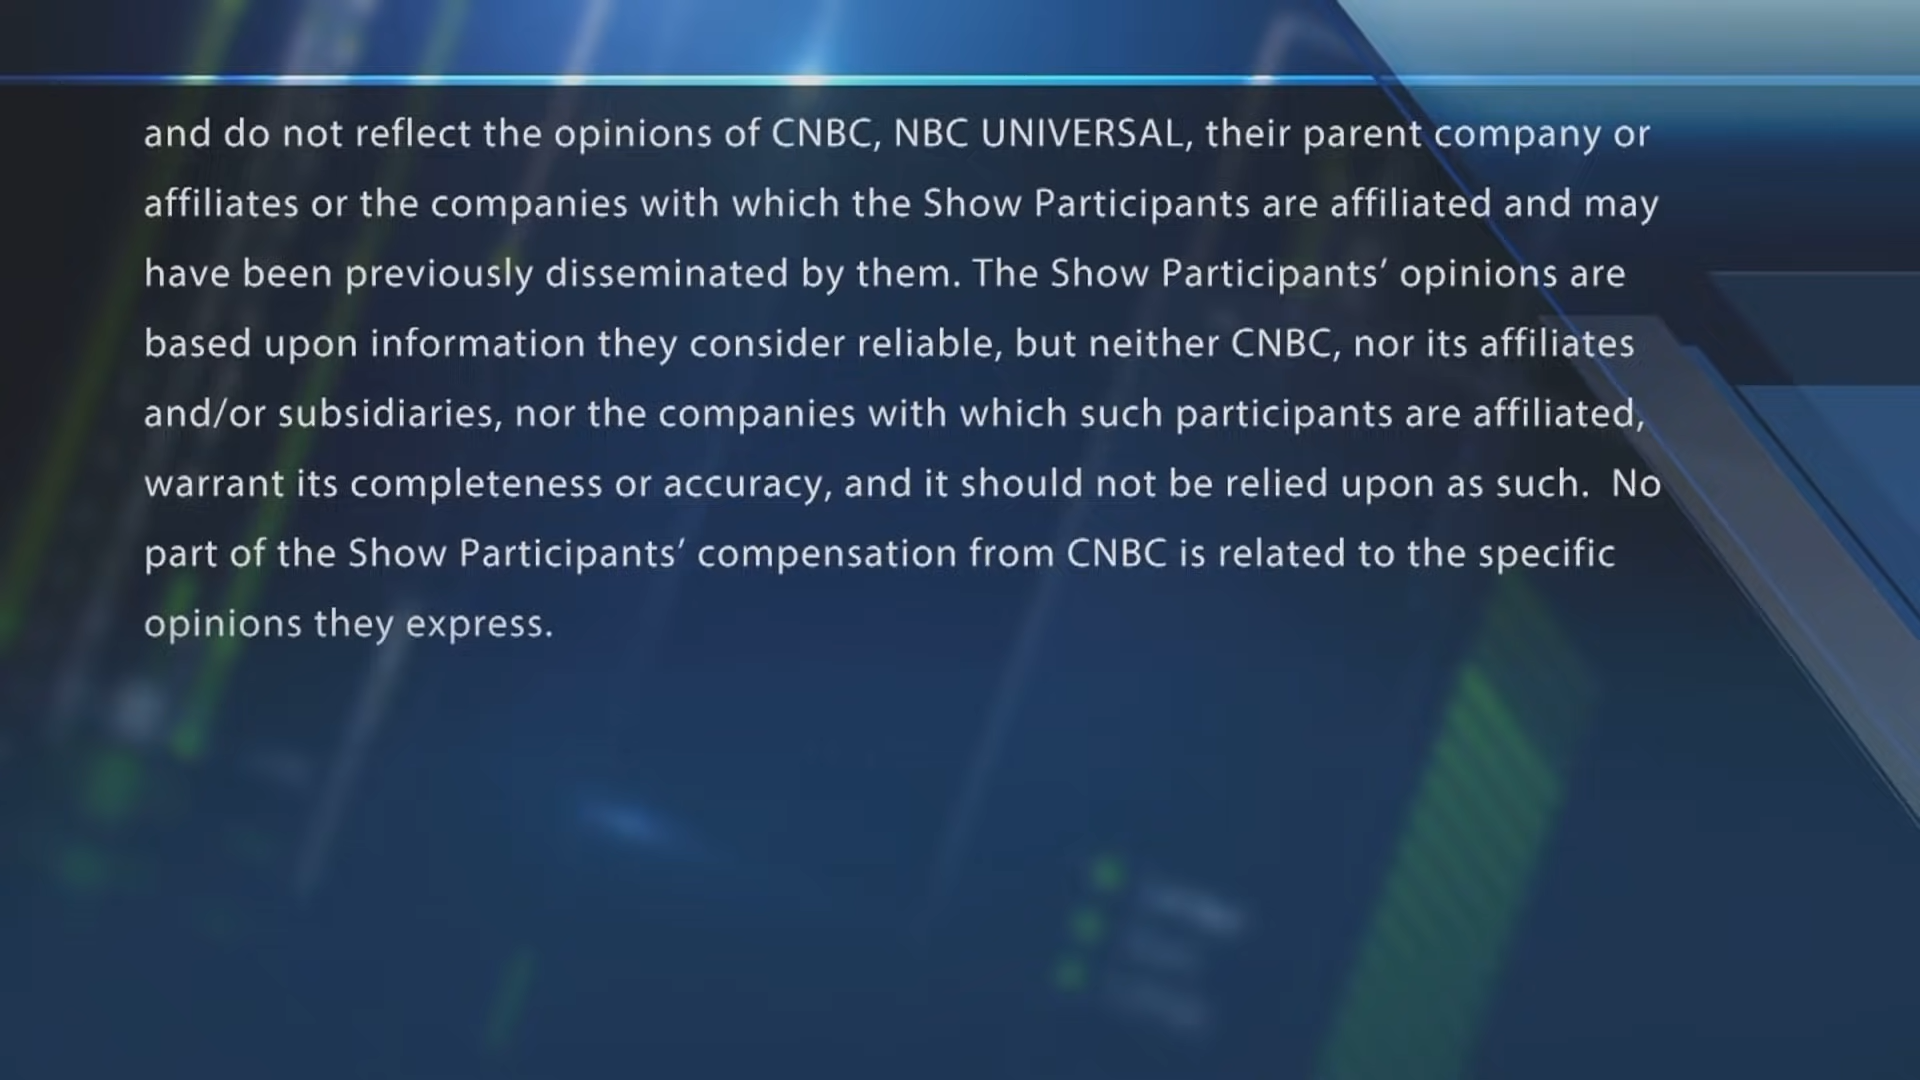 and do not reflect the opinions of CNBC, NBC UNIVERSAL, their parent company or
affiliates or the companies with which the Show Participants are affiliated and may
have been previously disseminated by them. The Show Participants’ opinions are
based upon information they consider reliable, but neither CNBC, nor its affiliates
and/or subsidiaries, nor the companies with which such participants are affiliated,
warrant its completeness or accuracy, and it should not be relied upon as such.  No
part of the Show Participants’ compensation from CNBC is related to the specific
opinions they express.